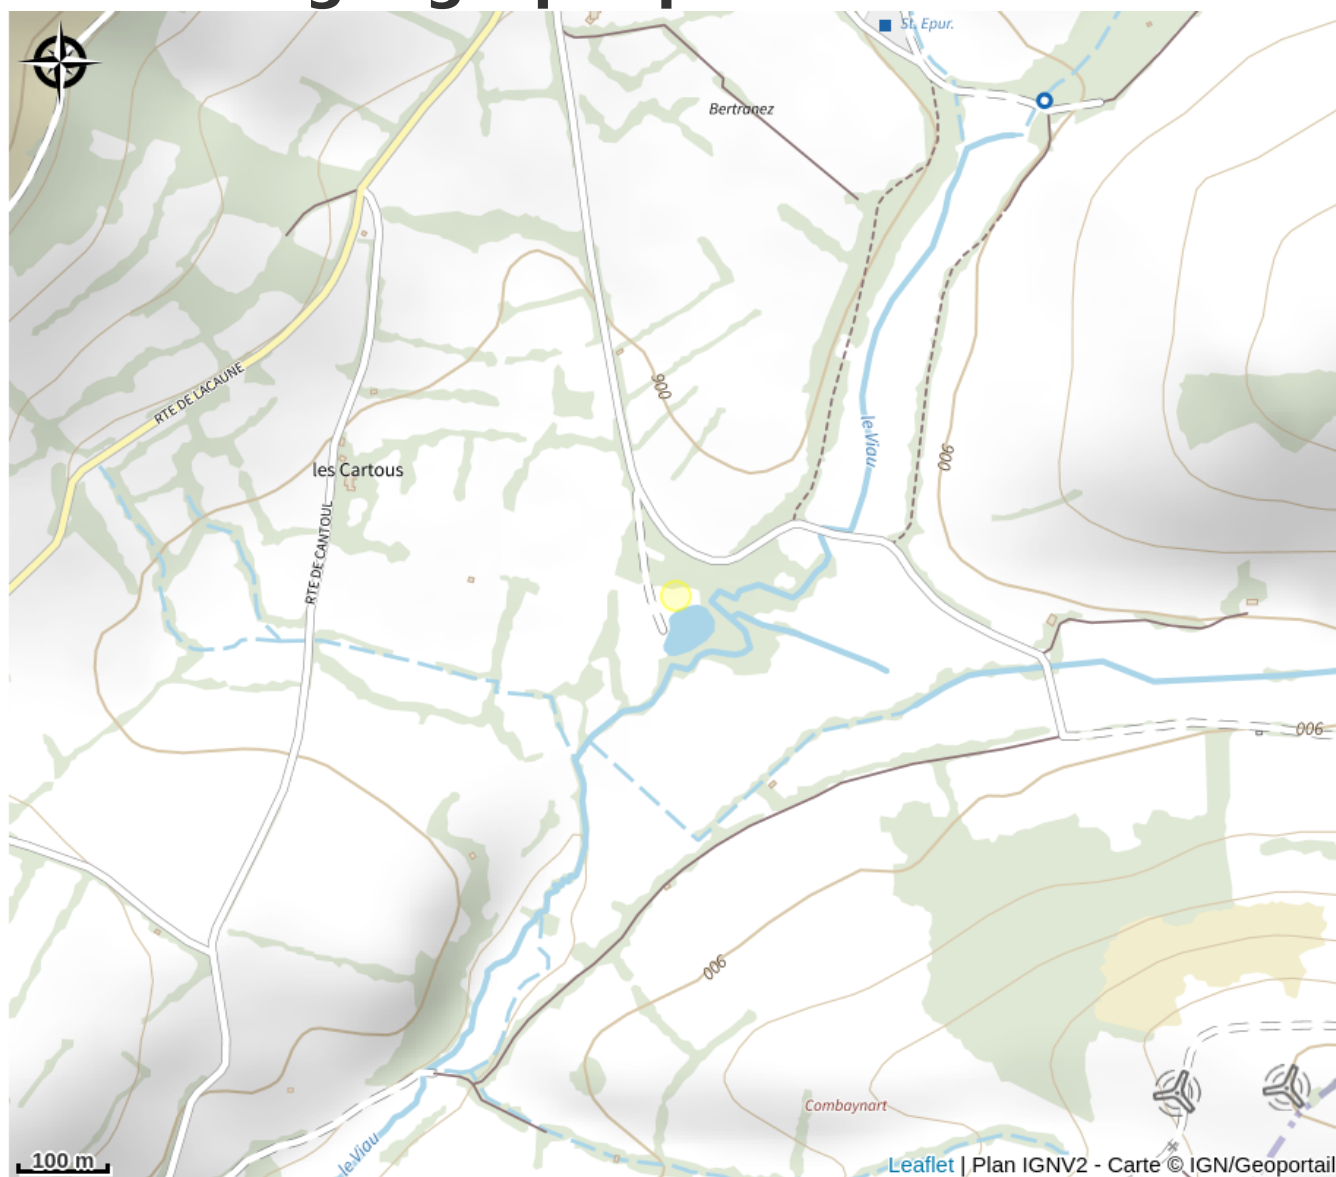 St. Epur.
Bertranez
RTE DE LACAUNE
900
le Viau
900
les Cartous
RTE DE CANTOUL
900
900
Combaynart
le Viau
100 m
Leaflet | Plan IGNV2 - Carte © IGN/Geoportail